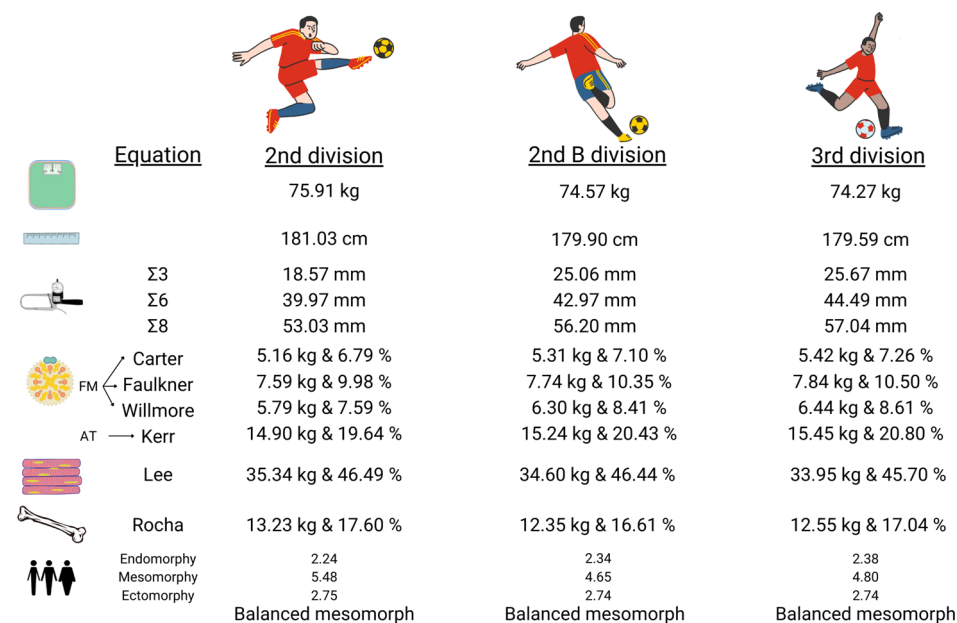 Equation 2nd division 2nd B division 3rd division
75.91 kg 74.57 kg 74.27 kg
181.03 cm 179.90 cm 179.59 cm
Σ3 18.57 mm 25.06 mm 25.67 mm
Σ6 39.97 mm 42.97 mm 44.49 mm
Σ8 53.03 mm 56.20 mm 57.04 mm
Carter 5.16 kg & 6.79 % 5.31 kg & 7.10 % 5.42 kg & 7.26 %
FM Faulkner 7.59 kg & 9.98 % 7.74 kg & 10.35 % 7.84 kg & 10.50 %
Willmore 5.79 kg & 7.59 % 6.30 kg & 8.41 % 6.44 kg & 8.61 %
AT Kerr 14.90 kg & 19.64 % 15.24 kg & 20.43 % 15.45 kg & 20.80 %
Lee 35.34 kg & 46.49 % 34.60 kg & 46.44 % 33.95 kg & 45.70 %
Rocha 13.23 kg & 17.60 % 12.35 kg & 16.61 % 12.55 kg & 17.04 %
Endomorphy 2.24 2.34 2.38
Mesomorphy 5.48 4.65 4.80
Ectomorphy 2.75 2.74 2.74
Balanced mesomorph Balanced mesomorph Balanced mesomorph